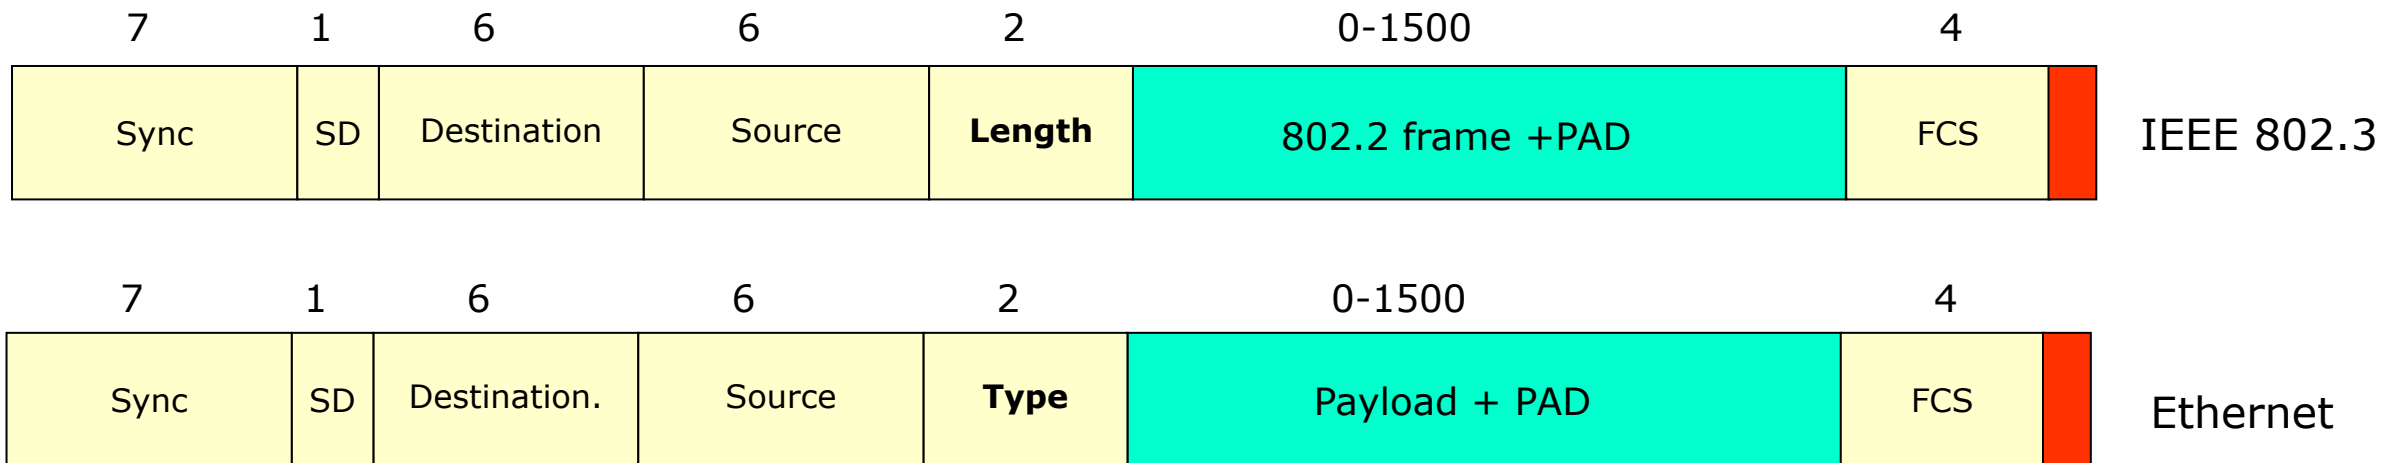 7 1 6 6 2 0-1500 4
Sync SD Destination Source Length 802.2 frame +PAD FCS IEEE 802.3
7 1 6 6 2 0-1500 4
Sync SD Destination. Source Type Payload + PAD FCS Ethernet